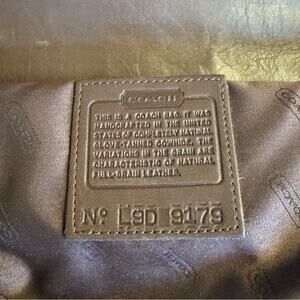 COACH
THIS IS A COACH BAG. IT WAS
HANDCRAFTED IN THE UNITED
STATES OF COMPLETELY NATURAL
GLOVE-TANNED COWHIDE. THE
VARIATIONS IN THE GRAIN ARE
CHARACTERISTIC OF NATURAL
FULL-GRAIN LEATHER.
Nº L9D 9179